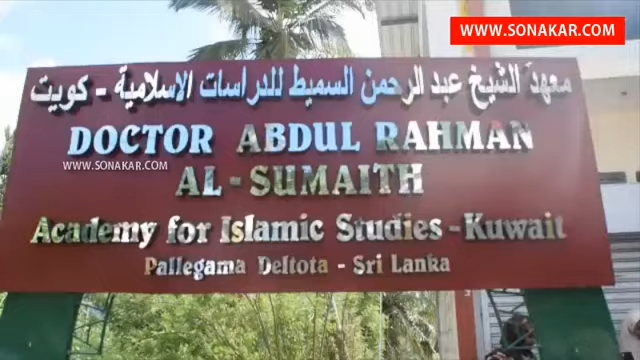 WWW.SONAKAR.COM
معهد الشيخ عبد الرحمن السميط للدراسات الاسلامية - كويت
DOCTOR ABDUL RAHMAN
WWW.SONAKAR.COM
AL - SUMAITH
Academy for Islamic Studies - Kuwait
Pallegama Deltota - Sri Lanka